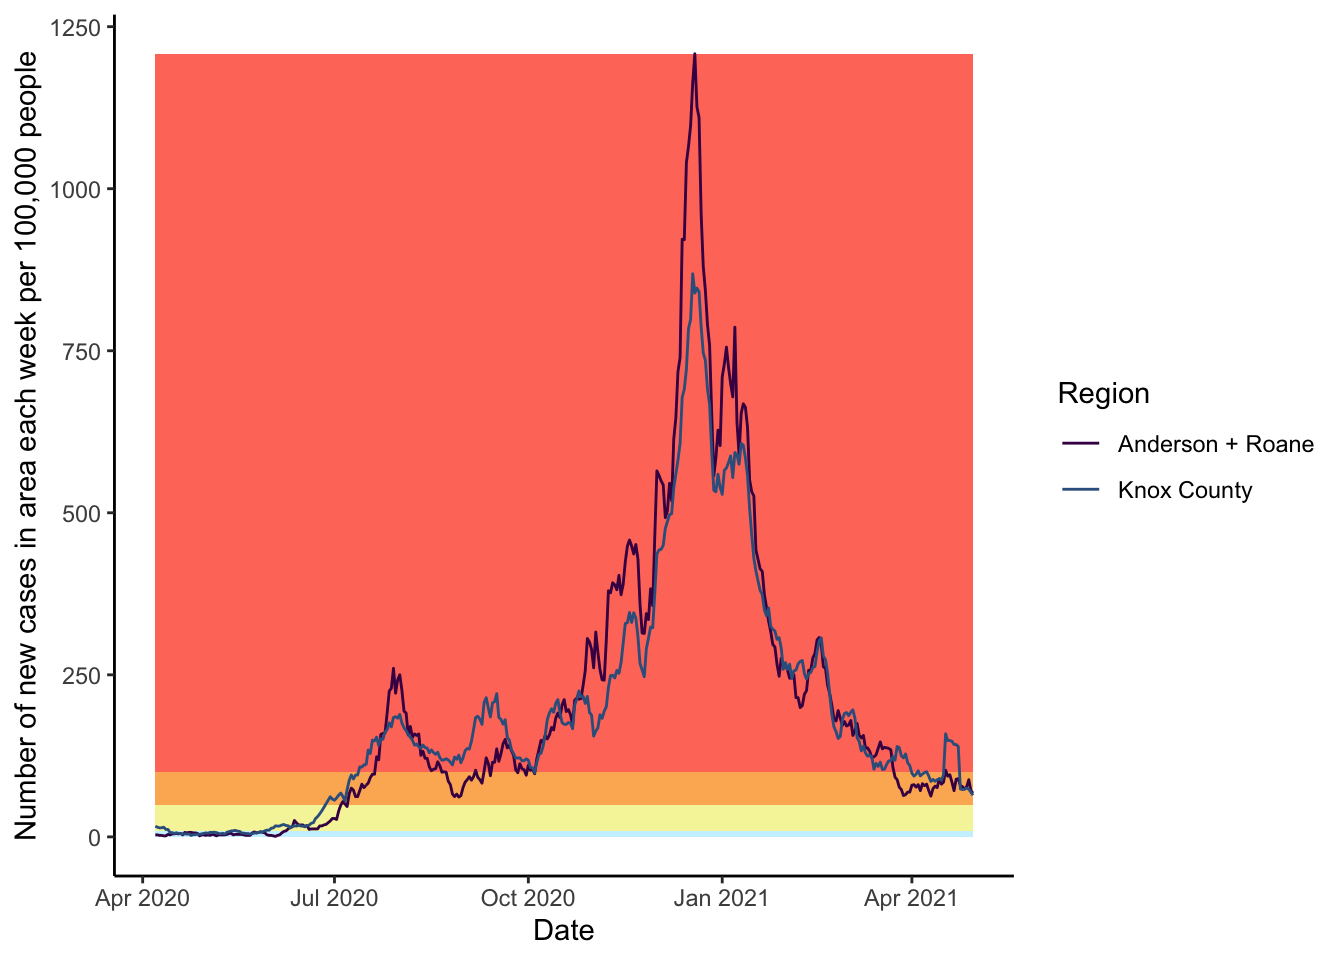 Number of new cases in area each week per 100,000 people
1250
1000
750
500
250
0
Apr 2020
Jul 2020
Oct 2020
Jan 2021
Apr 2021
Date
Region
Anderson + Roane
Knox County